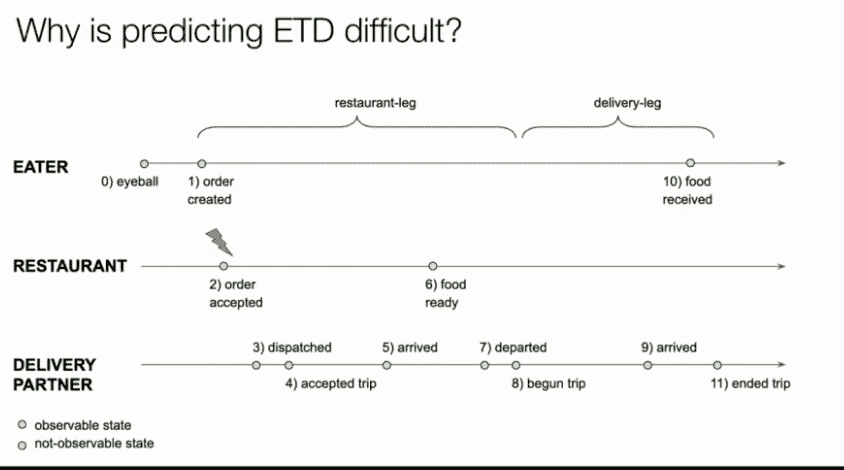 Why is predicting ETD difficult?
restaurant-leg
delivery-leg
EATER
0) eyeball
1) order
created
10) food
received
RESTAURANT
2) order
accepted
6) food
ready
DELIVERY
PARTNER
3) dispatched
4) accepted trip
5) arrived
7) departed
8) begun trip
9) arrived
11) ended trip
observable state
not-observable state